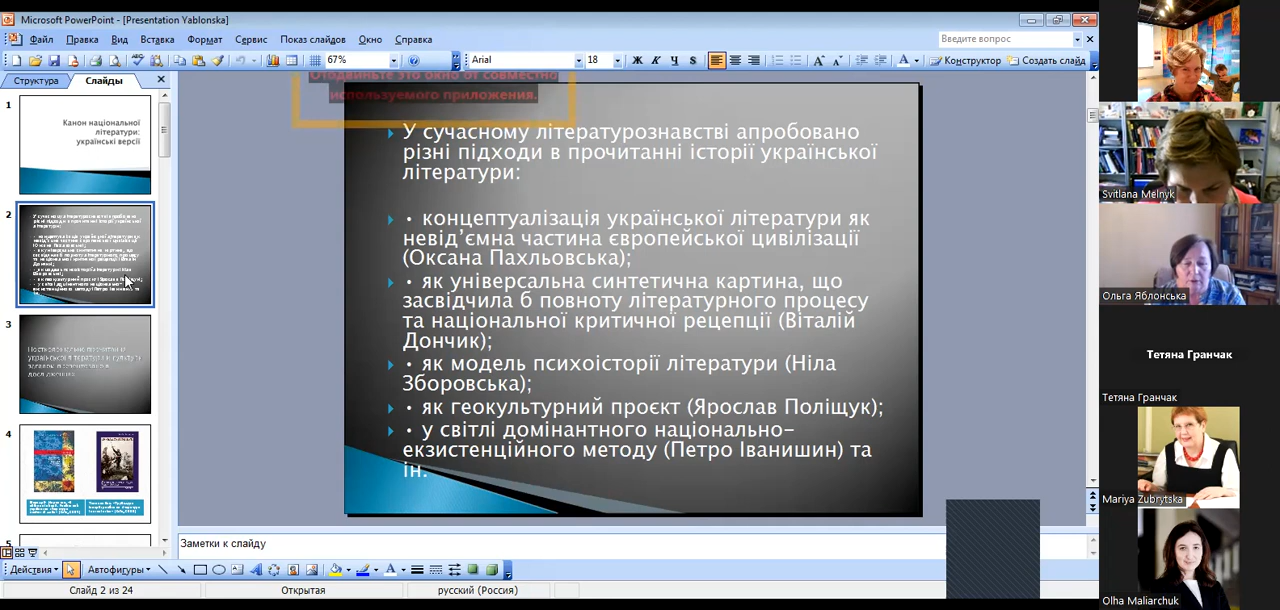 Microsoft PowerPoint - [Presentation Yablonska]
Файл Правка Вид Вставка Формат Сервис Показ слайдов Окно Справка
Введите вопрос
67%
Arial
18
Ж К Ч S
Конструктор
Создать слайд
Структура
Слайды
Отодвиньте это окно от совместно
используемого приложения.
1
Канон національної
літератури:
українські версії
2
3
4
5
У сучасному літературознавстві апробовано
різні підходи в прочитанні історії української
літератури:
• концептуалізація української літератури як
невід’ємна частина європейської цивілізації
(Оксана Пахльовська);
• як універсальна синтетична картина, що
засвідчила б повноту літературного процесу
та національної критичної рецепції (Віталій
Дончик);
• як модель психоісторії літератури (Ніла
Зборовська);
• як геокультурний проєкт (Ярослав Поліщук);
• у світлі домінантного національно-
екзистенційного методу (Петро Іванишин) та
ін.
Заметки к слайду
Действия
Автофигуры
Слайд 2 из 24
Открытая
русский (Россия)
Svitlana Melnyk
Ольга Яблонська
Тетяна Гранчак
Тетяна Гранчак
Mariya Zubrytska
Olha Maliarchuk